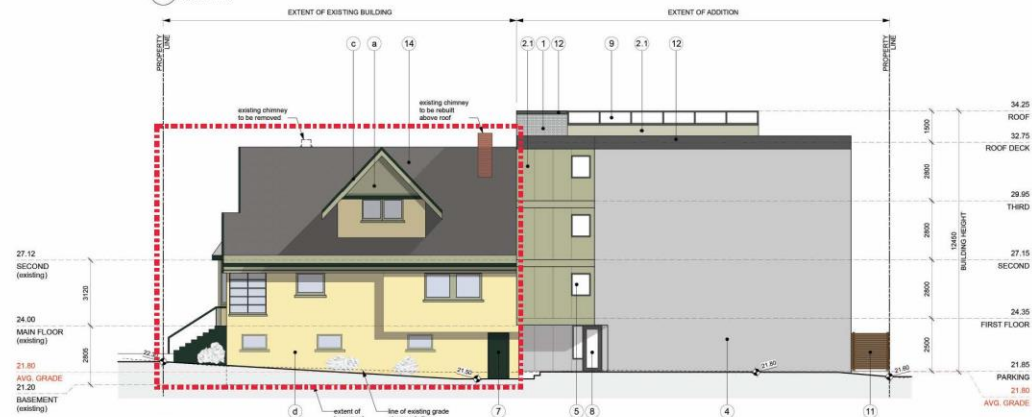 EXTENT OF EXISTING BUILDING
EXTENT OF ADDITION
PROPERTY
LINE
c
a
14
2.1
1
12
9
2.1
12
PROPERTY
LINE
existing chimney
to be removed
existing chimney
to be rebuilt
above roof
34.25
ROOF
1500
32.75
ROOF DECK
2800
29.95
THIRD
2800
12450
BUILDING HEIGHT
27.15
SECOND
2800
24.35
FIRST FLOOR
2500
21.85
PARKING
21.80
AVG. GRADE
27.12
SECOND
(existing)
3120
24.00
MAIN FLOOR
(existing)
2805
21.80
AVG. GRADE
21.20
BASEMENT
(existing)
21.60
21.80
21.60
d
extent of
line of existing grade
7
5
8
4
11